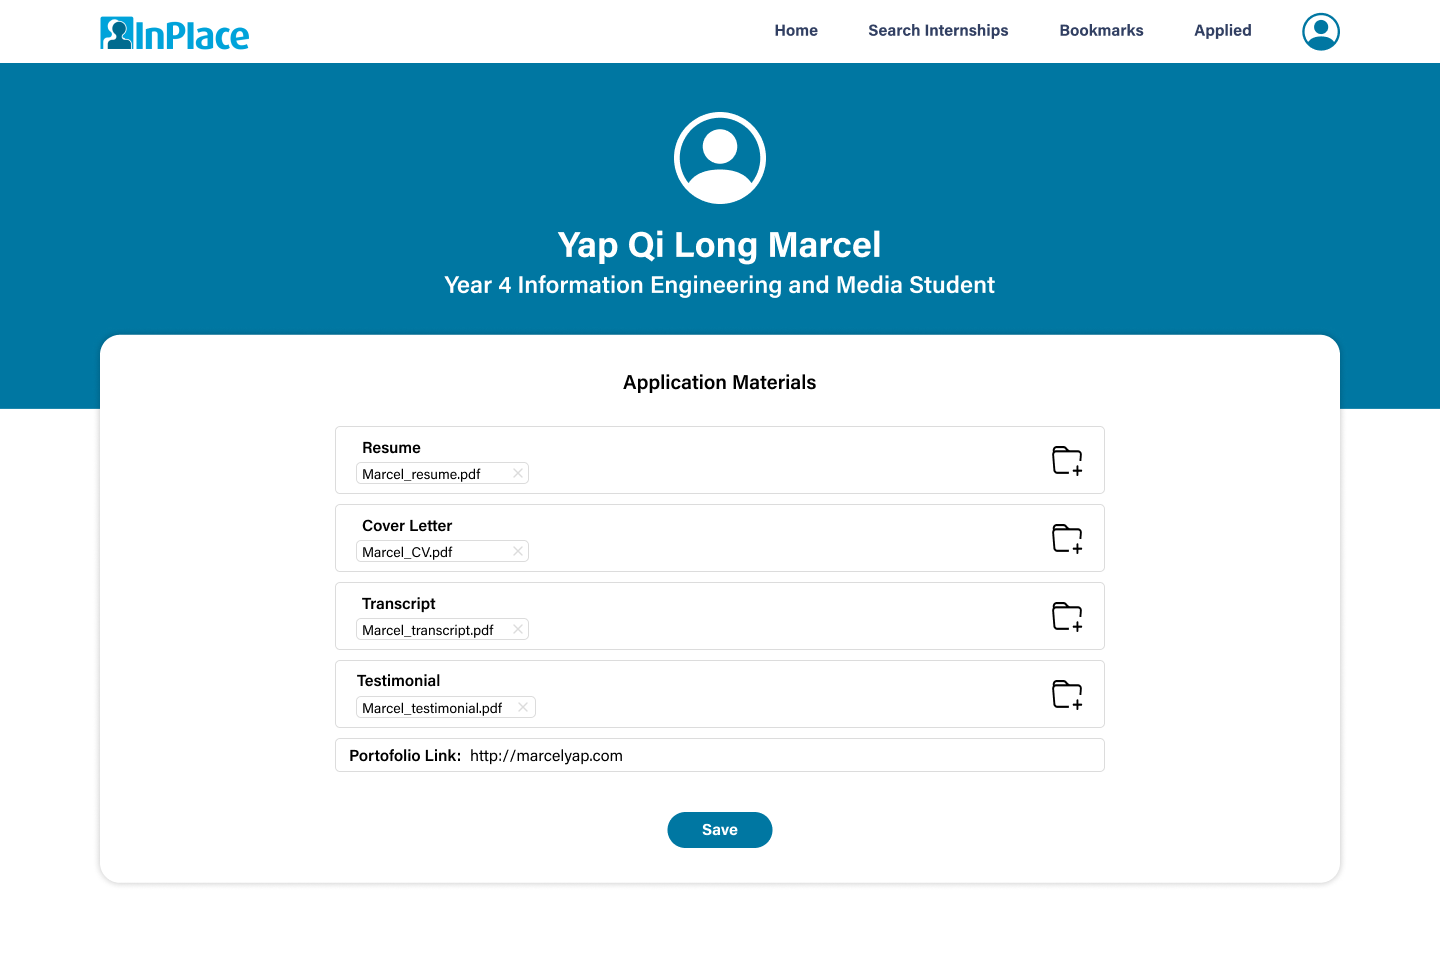 InPlace
Home Search Internships Bookmarks Applied
Yap Qi Long Marcel
Year 4 Information Engineering and Media Student
Application Materials
Resume
Marcel_resume.pdf
Cover Letter
Marcel_CV.pdf
Transcript
Marcel_transcript.pdf
Testimonial
Marcel_testimonial.pdf
Portofolio Link: http://marcelyap.com
Save